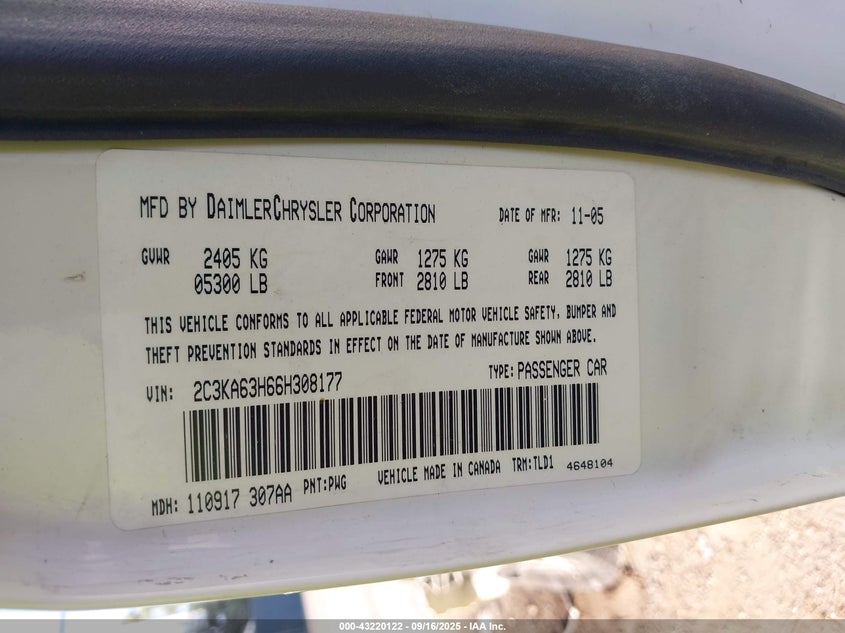 MFD BY DAIMLERCHRYSLER CORPORATION DATE OF MFR: 11-05
GVWR 2405 KG GAWR 1275 KG GAWR 1275 KG
05300 LB FRONT 2810 LB REAR 2810 LB
THIS VEHICLE CONFORMS TO ALL APPLICABLE FEDERAL MOTOR VEHICLE SAFETY, BUMPER AND
THEFT PREVENTION STANDARDS IN EFFECT ON THE DATE OF MANUFACTURE SHOWN ABOVE.
VIN: 2C3KA63H66H308177 TYPE: PASSENGER CAR
MDH: 110917 307AA PNT:PWG VEHICLE MADE IN CANADA TRM:TLD1 4648104
000-43220122 - 09/16/2025 - IAA Inc.